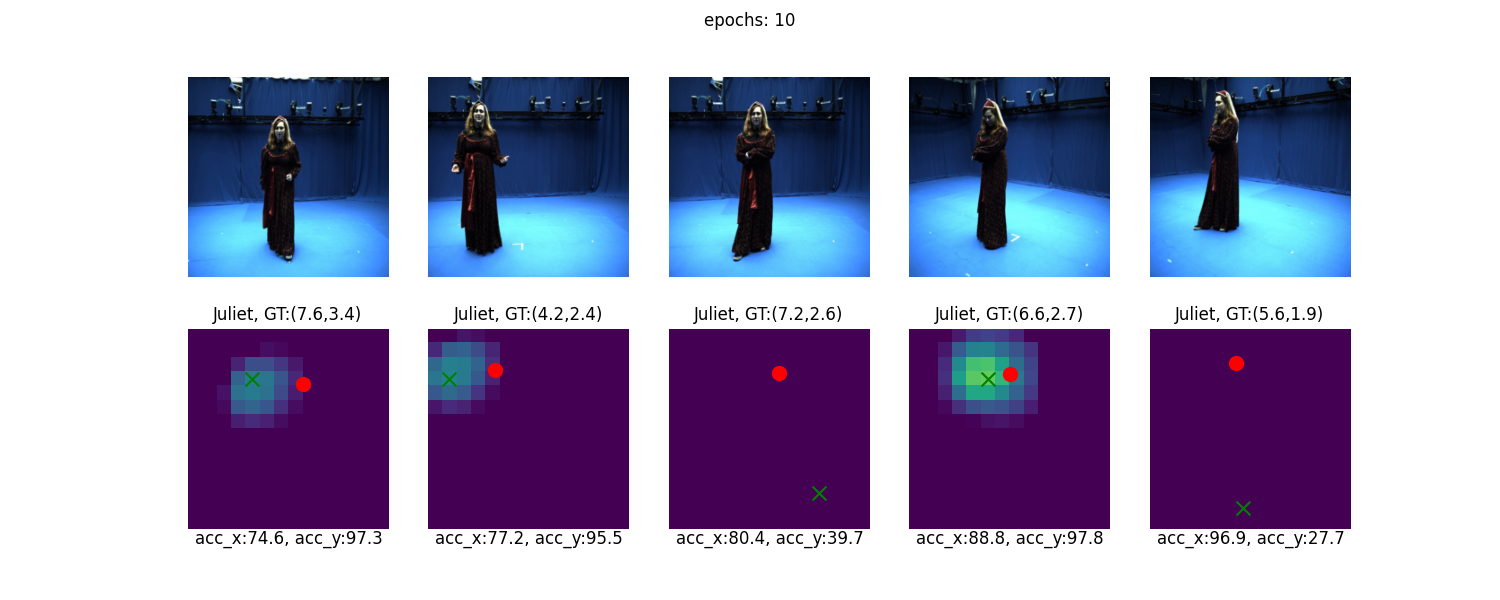 epochs: 10
Juliet, GT:(7.6,3.4)
Juliet, GT:(4.2,2.4)
Juliet, GT:(7.2,2.6)
Juliet, GT:(6.6,2.7)
Juliet, GT:(5.6,1.9)
acc_x:74.6, acc_y:97.3
acc_x:77.2, acc_y:95.5
acc_x:80.4, acc_y:39.7
acc_x:88.8, acc_y:97.8
acc_x:96.9, acc_y:27.7